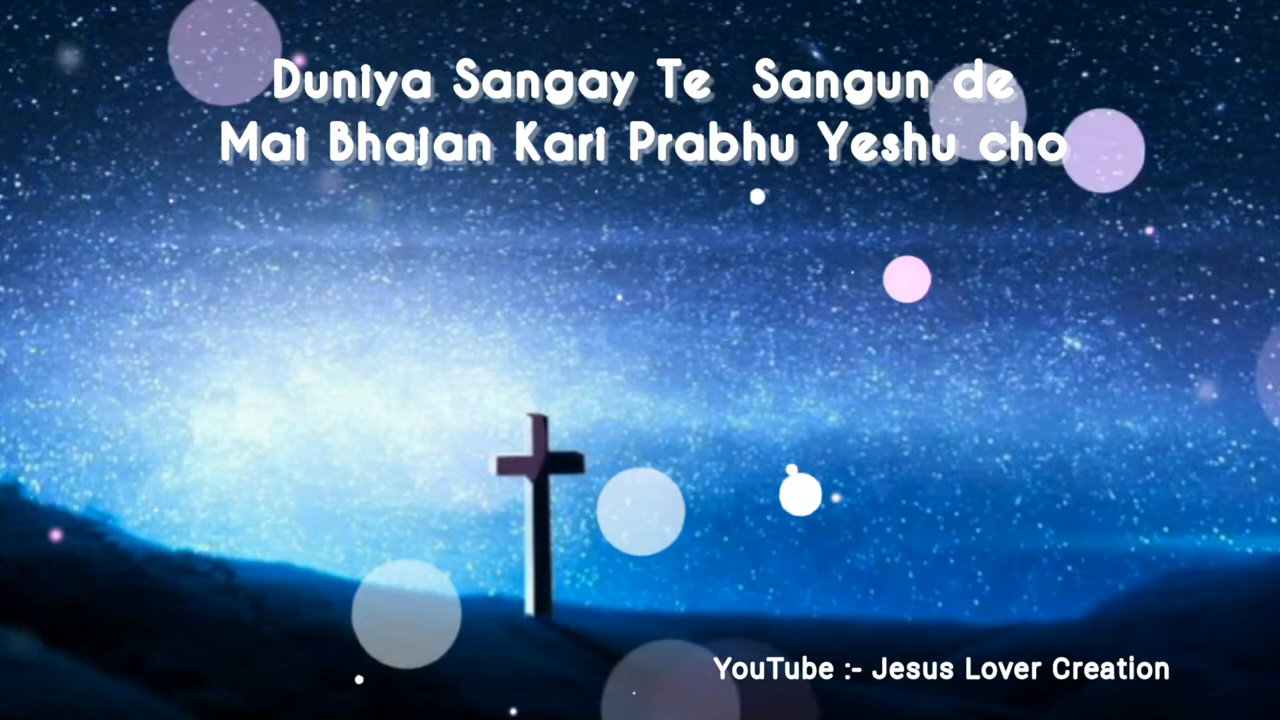 Duniya Sangay Te Sangun de
Mai Bhajan Kari Prabhu Yeshu cho
YouTube :- Jesus Lover Creation